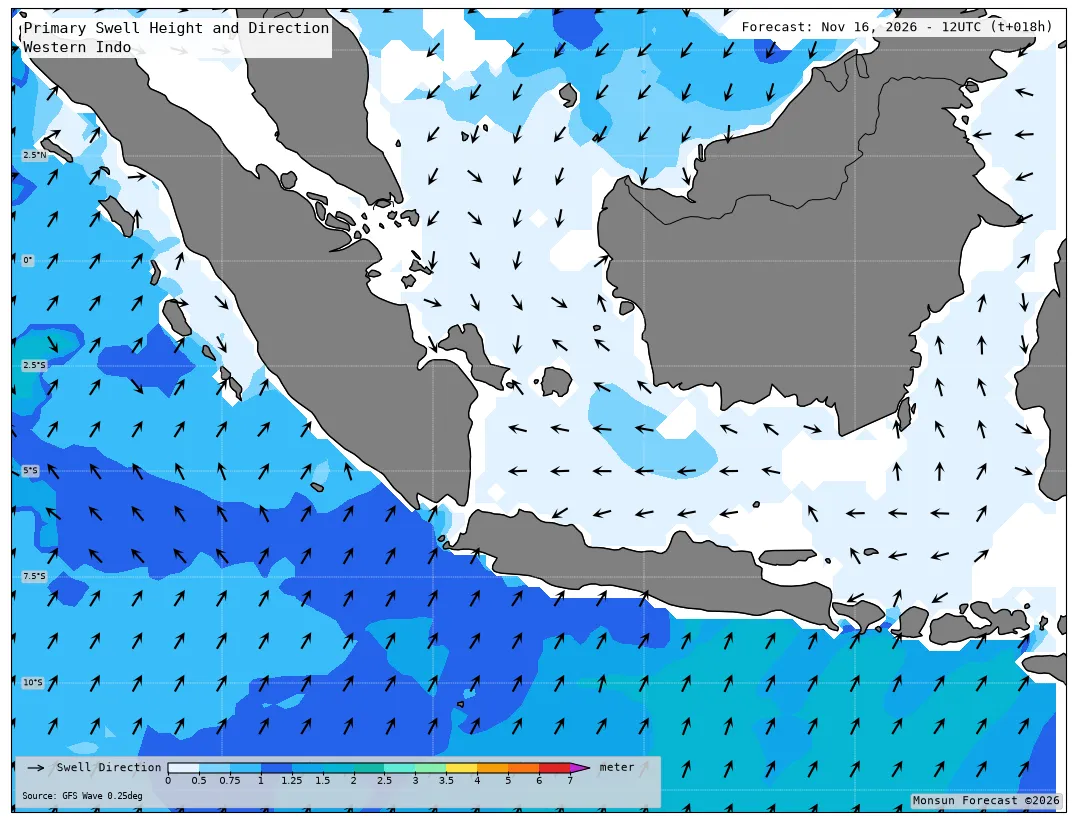 Primary Swell Height and Direction
Western Indo
Forecast: Nov 16, 2026 - 12UTC (t+018h)
2.5°N
0°
2.5°S
5°S
7.5°S
10°S
Swell Direction
0 0.5 0.75 1 1.25 1.5 2 2.5 3 3.5 4 5 6 7
meter
Source: GFS Wave 0.25deg
Monsun Forecast ©2026